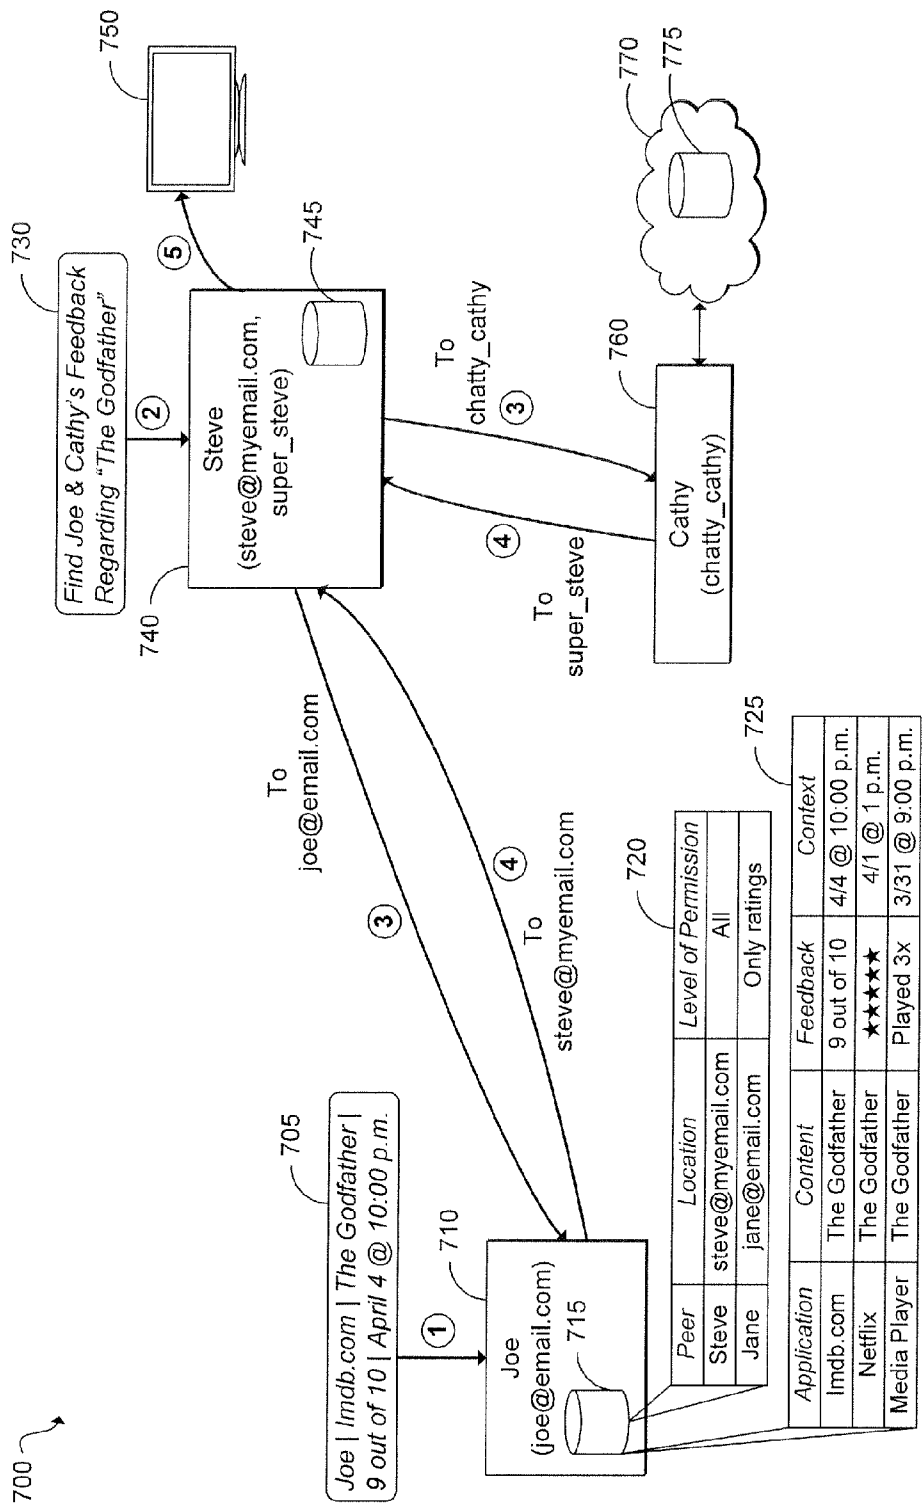 700
Joe | Imdb.com | The Godfather |
9 out of 10 | April 4 @ 10:00 p.m.
705
1
710
Joe
(joe@email.com)
715
Find Joe & Cathy's Feedback
Regarding "The Godfather"
730
2
740
Steve
(steve@myemail.com,
super_steve)
745
5
750
To
joe@email.com
3
4
To
steve@myemail.com
To
chatty_cathy
3
4
To
super_steve
760
Cathy
(chatty_cathy)
770
775
720
Peer Location Level of Permission
Steve steve@myemail.com All
Jane jane@email.com Only ratings
725
Application Content Feedback Context
Imdb.com The Godfather 9 out of 10 4/4 @ 10:00 p.m.
Netflix The Godfather ★★★★★ 4/1 @ 1 p.m.
Media Player The Godfather Played 3x 3/31 @ 9:00 p.m.